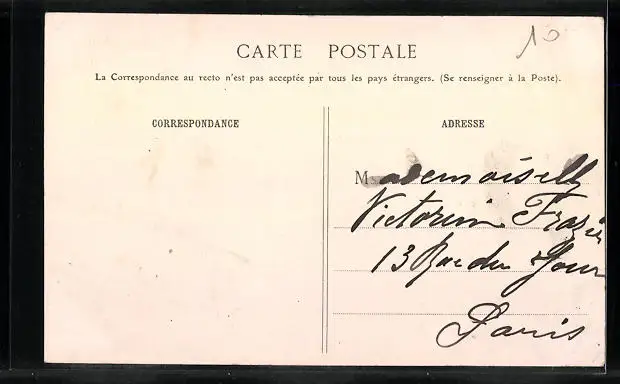 10
CARTE POSTALE
La Correspondance au recto n'est pas acceptée par tous les pays étrangers. (Se renseigner à la Poste).
CORRESPONDANCE
ADRESSE
Mademoiselle
Victorine
13 Rue du Jour
Paris